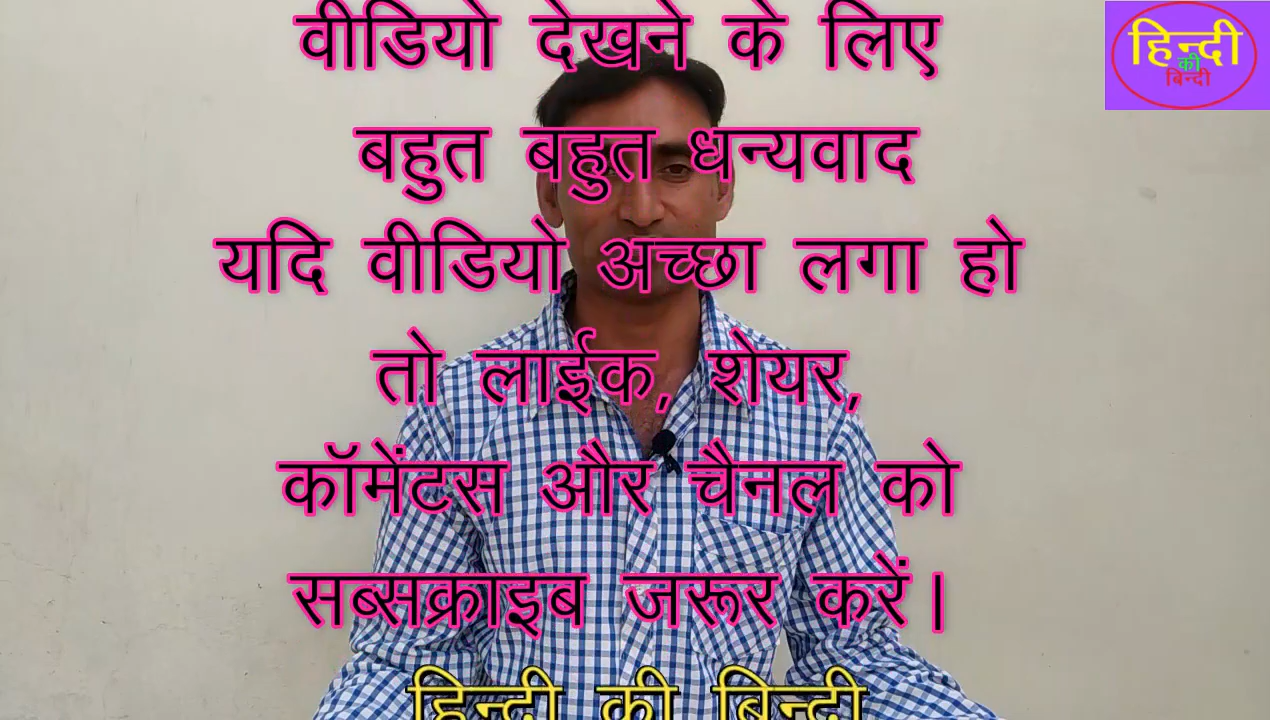 वीडियो देखने के लिए
बहुत बहुत धन्यवाद
यदि वीडियो अच्छा लगा हो
तो लाईक, शेयर,
कॉमेंटस और चैनल को
सब्सक्राइब जरूर करें।
हिन्दी की बिन्दी
हिन्दी
की
बिन्दी